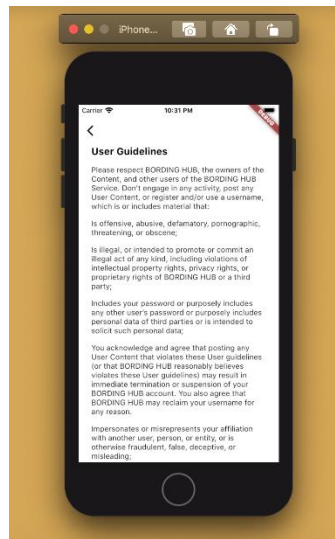 iPhone...
Carrier
10:31 PM
DEBUG
User Guidelines
Please respect BORDING HUB, the owners of the
Content, and other users of the BORDING HUB
Service. Don't engage in any activity, post any
User Content, or register and/or use a username,
which is or includes material that:
Is offensive, abusive, defamatory, pornographic,
threatening, or obscene;
Is illegal, or intended to promote or commit an
illegal act of any kind, including violations of
intellectual property rights, privacy rights, or
proprietary rights of BORDING HUB or a third
party;
Includes your password or purposely includes
any other user's password or purposely includes
personal data of third parties or is intended to
solicit such personal data;
You acknowledge and agree that posting any
User Content that violates these User guidelines
(or that BORDING HUB reasonably believes
violates these User guidelines) may result in
immediate termination or suspension of your
BORDING HUB account. You also agree that
BORDING HUB may reclaim your username for
any reason.
Impersonates or misrepresents your affiliation
with another user, person, or entity, or is
otherwise fraudulent, false, deceptive, or
misleading;